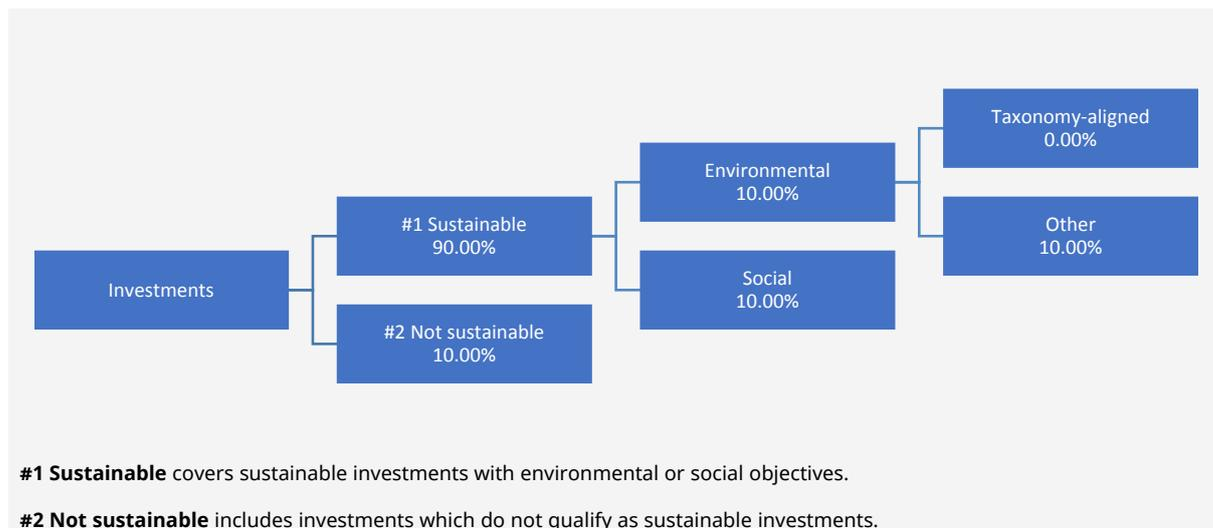 Taxonomy-aligned
0.00%
Environmental
10.00%
#1 Sustainable
90.00%
Other
10.00%
Investments
Social
10.00%
#2 Not sustainable
10.00%
#1 Sustainable covers sustainable investments with environmental or social objectives.
#2 Not sustainable includes investments which do not qualify as sustainable investments.